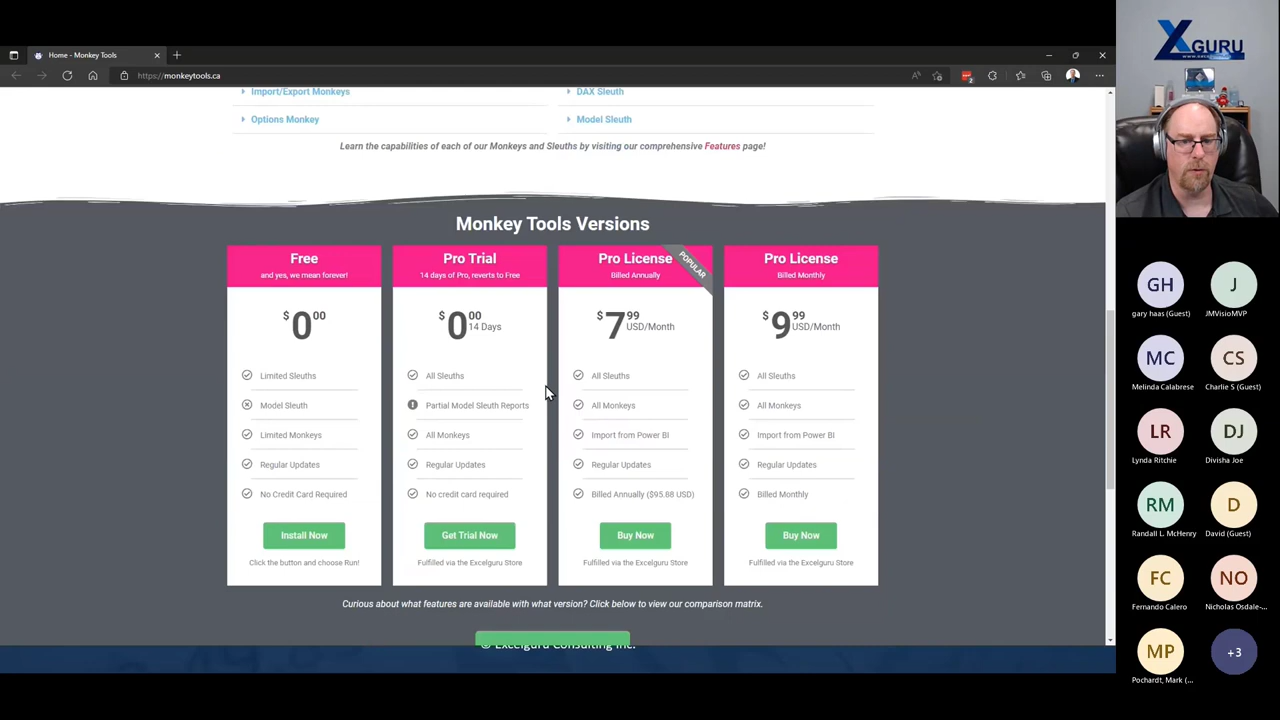 Home - Monkey Tools
https://monkeytools.ca
Import/Export Monkeys
DAX Sleuth
Options Monkey
Model Sleuth
Learn the capabilities of each of our Monkeys and Sleuths by visiting our comprehensive Features page!
Monkey Tools Versions
Free
and yes, we mean forever!
$0 00
Limited Sleuths
Model Sleuth
Limited Monkeys
Regular Updates
No Credit Card Required
Install Now
Click the button and choose Run!
Pro Trial
14 days of Pro, reverts to Free
$0 00
14 Days
All Sleuths
Partial Model Sleuth Reports
All Monkeys
Regular Updates
No credit card required
Get Trial Now
Fulfilled via the Excelguru Store
Pro License
Billed Annually
POPULAR
$7 99
USD/Month
All Sleuths
All Monkeys
Import from Power BI
Regular Updates
Billed Annually ($95.88 USD)
Buy Now
Fulfilled via the Excelguru Store
Pro License
Billed Monthly
$9 99
USD/Month
All Sleuths
All Monkeys
Import from Power BI
Regular Updates
Billed Monthly
Buy Now
Fulfilled via the Excelguru Store
Curious about what features are available with what version? Click below to view our comparison matrix.
© Excelguru Consulting Inc.
XGURU
GH
gary haas (Guest)
J
JMVisioMVP
MC
Melinda Calabrese
CS
Charlie S (Guest)
LR
Lynda Ritchie
DJ
Divisha Joe
RM
Randall L. McHenry
D
David (Guest)
FC
Fernando Calero
NO
Nicholas Osdale-...
MP
Pochardt, Mark (...
+3